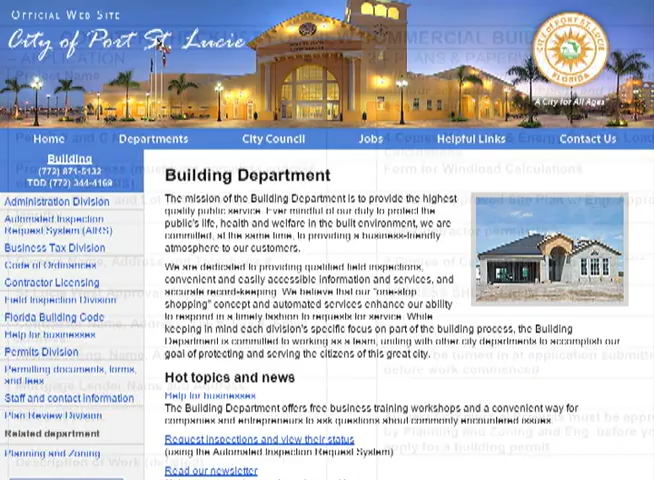 OFFICIAL WEB SITE
City of Port St. Lucie
CITY OF PORT ST. LUCIE
FLORIDA
"A City for All Ages"
Home Departments City Council Jobs Helpful Links Contact Us
Building
(772) 871-5132
TDD (772) 344-4169
Administration Division
Automated Inspection
Request System (AIRS)
Business Tax Division
Code of Ordinances
Contractor Licensing
Field Inspection Division
Florida Building Code
Help for businesses
Permits Division
Permitting documents, forms,
and fees
Staff and contact information
Plan Review Division
Related department
Planning and Zoning
Building Department
The mission of the Building Department is to provide the highest
quality public service. Ever mindful of our duty to protect the
public's life, health and welfare in the built environment, we are
committed, at the same time, to providing a business-friendly
atmosphere to our customers.
We are dedicated to providing qualified field inspections,
convenient and easily accessible information and services, and
accurate record-keeping. We believe that our "one-stop
shopping" concept and automated services enhance our ability
to respond in a timely fashion to requests for service. While
keeping in mind each division's specific focus on part of the building process, the Building
Department is committed to working as a team, uniting with other city departments to accomplish our
goal of protecting and serving the citizens of this great city.
Hot topics and news
Help for businesses
The Building Department offers free business training workshops and a convenient way for
companies and entrepreneurs to ask questions about commonly encountered issues.
Request inspections and view their status
(using the Automated Inspection Request System)
Read our newsletter